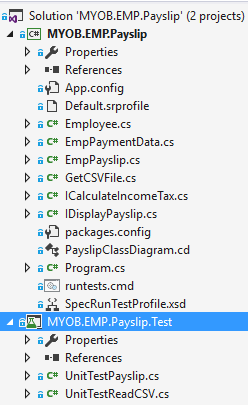 Solution 'MYOB.EMP.Payslip' (2 projects)
MYOB.EMP.Payslip
Properties
References
App.config
Default.srprofile
Employee.cs
EmpPaymentData.cs
EmpPayslip.cs
GetCSVFile.cs
ICalculateIncomeTax.cs
IDisplayPayslip.cs
packages.config
PayslipClassDiagram.cd
Program.cs
runtests.cmd
SpecRunTestProfile.xsd
MYOB.EMP.Payslip.Test
Properties
References
UnitTestPayslip.cs
UnitTestReadCSV.cs